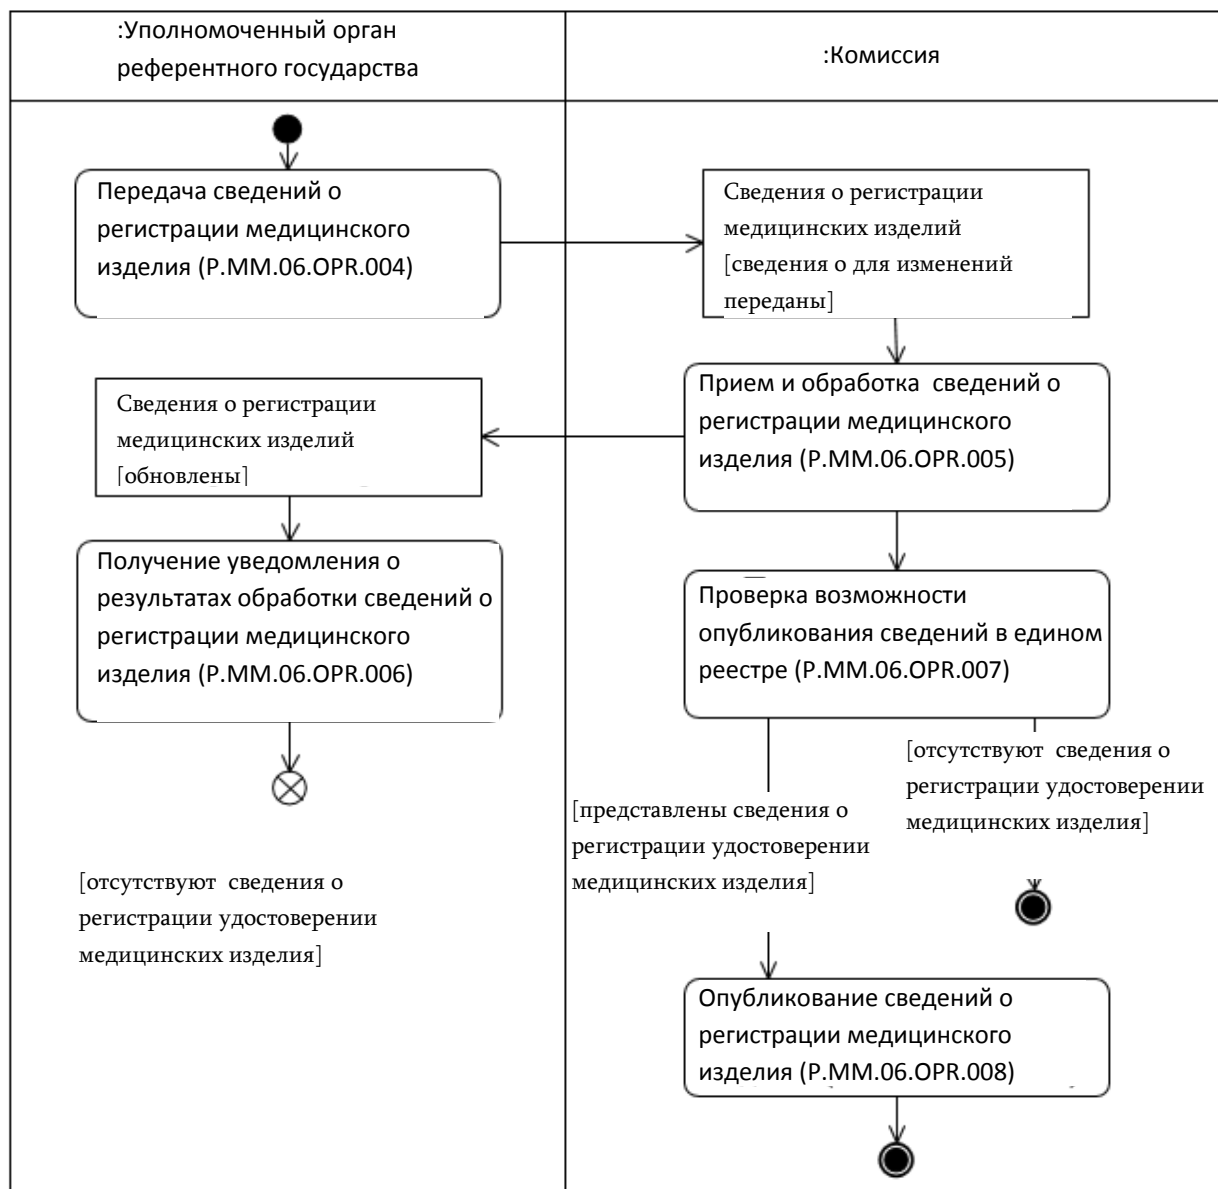 :Уполномоченный орган
референтного государства
:Комиссия
Передача сведений о
регистрации медицинского
изделия (P.MM.06.OPR.004)
Сведения о регистрации
медицинских изделий
[сведения о для изменений
переданы]
Прием и обработка  сведений о
регистрации медицинского
изделия (P.MM.06.OPR.005)
Сведения о регистрации
медицинских изделий
[обновлены]
Получение уведомления о
результатах обработки сведений о
регистрации медицинского
изделия (P.MM.06.OPR.006)
Проверка возможности
опубликования сведений в едином
реестре (P.MM.06.OPR.007)
[отсутствуют  сведения о
регистрации удостоверении
медицинских изделия]
[представлены сведения о
регистрации удостоверении
медицинских изделия]
[отсутствуют  сведения о
регистрации удостоверении
медицинских изделия]
Опубликование сведений о
регистрации медицинского
изделия (P.MM.06.OPR.008)